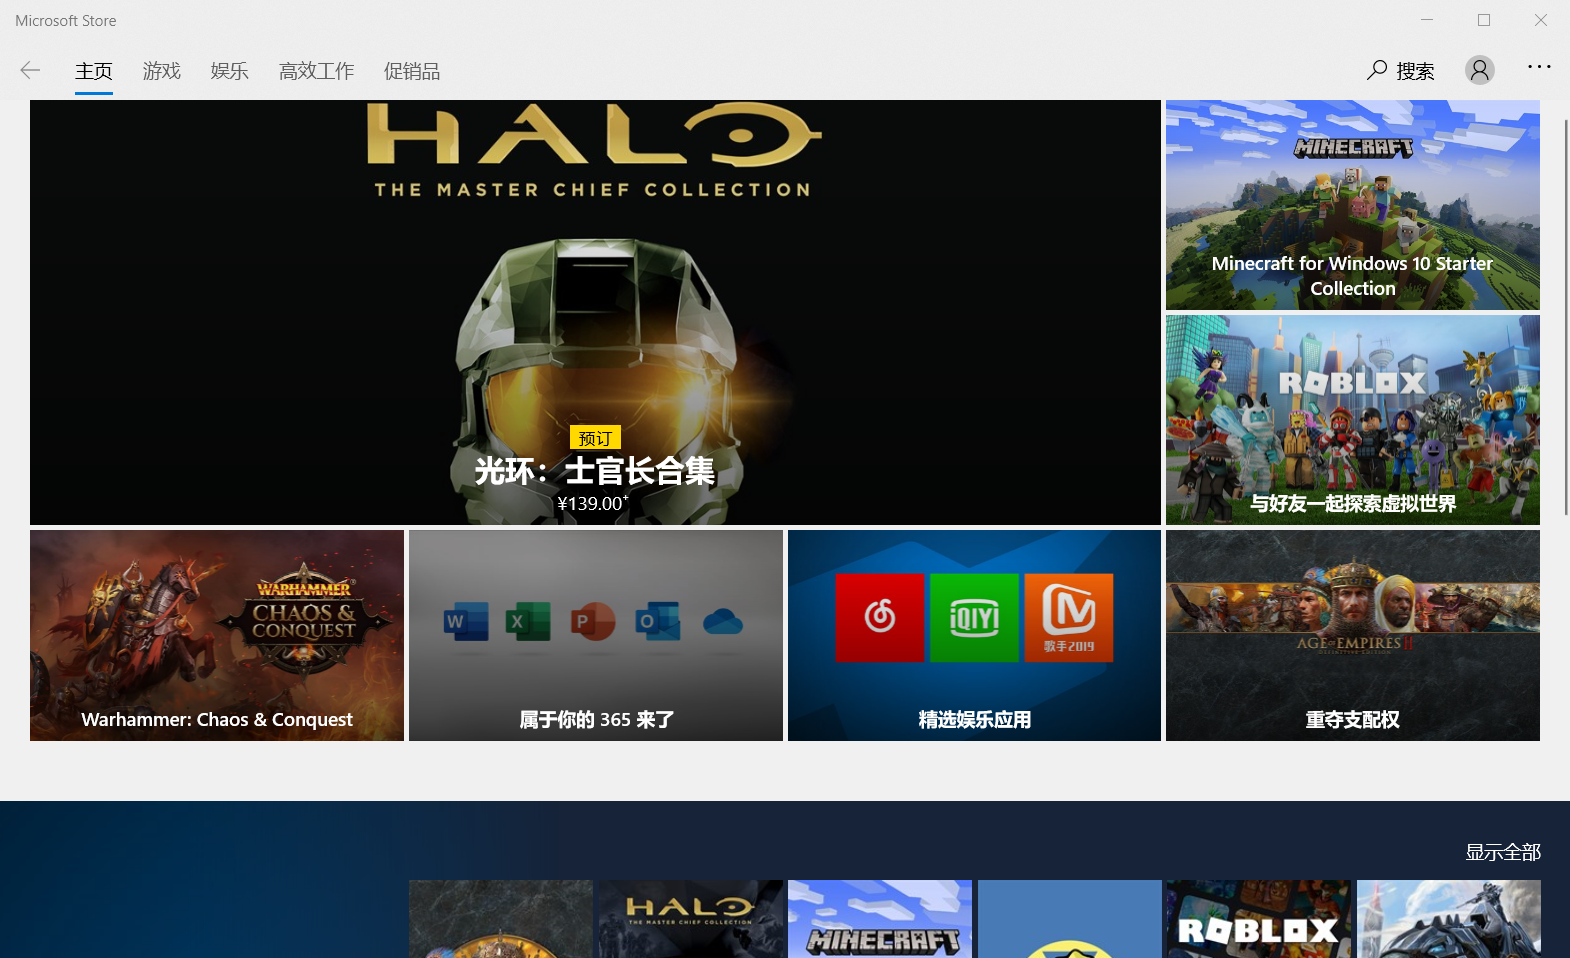 Microsoft Store
主页
游戏
娱乐
高效工作
促销品
搜索
HALO
THE MASTER CHIEF COLLECTION
预订
光环：士官长合集
¥139.00+
MINECRAFT
Minecraft for Windows 10 Starter
Collection
ROBLOX
与好友一起探索虚拟世界
WARHAMMER
CHAOS &
CONQUEST
Warhammer: Chaos & Conquest
W
X
P
O
属于你的 365 来了
iQIYI
歌手2019
精选娱乐应用
AGE OF EMPIRES II
DEFINITIVE EDITION
重夺支配权
显示全部
HALO
THE MASTER CHIEF COLLECTION
MINECRAFT
ROBLOX